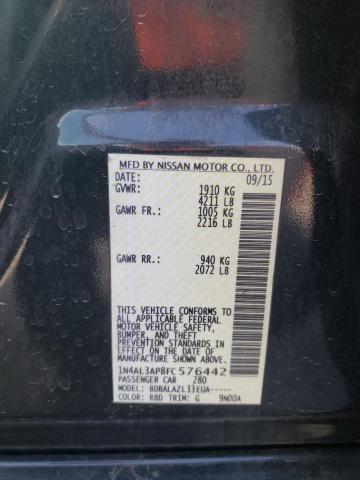 MFD BY NISSAN MOTOR CO., LTD.
DATE: 09/15
GVWR: 1910 KG
4211 LB
GAWR FR.: 1005 KG
2216 LB
GAWR RR.: 940 KG
2072 LB
THIS VEHICLE CONFORMS TO
ALL APPLICABLE FEDERAL
MOTOR VEHICLE SAFETY,
BUMPER, AND THEFT
PREVENTION STANDARDS
IN EFFECT ON THE DATE OF
MANUFACTURE SHOWN ABOVE.
1N4AL3AP8FC576442
PASSENGER CAR 280
MODEL: BDBALAZL33EUA-----
COLOR: RBD TRIM: G 9N00A